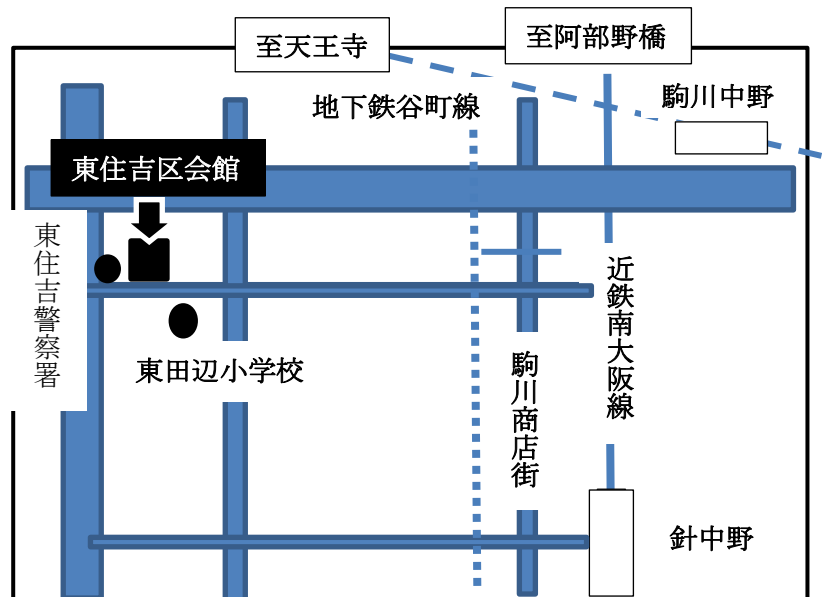 至天王寺
至阿部野橋
駒川中野
地下鉄谷町線
東住吉区会館
東住吉警察署
近鉄南大阪線
東田辺小学校
駒川商店街
針中野